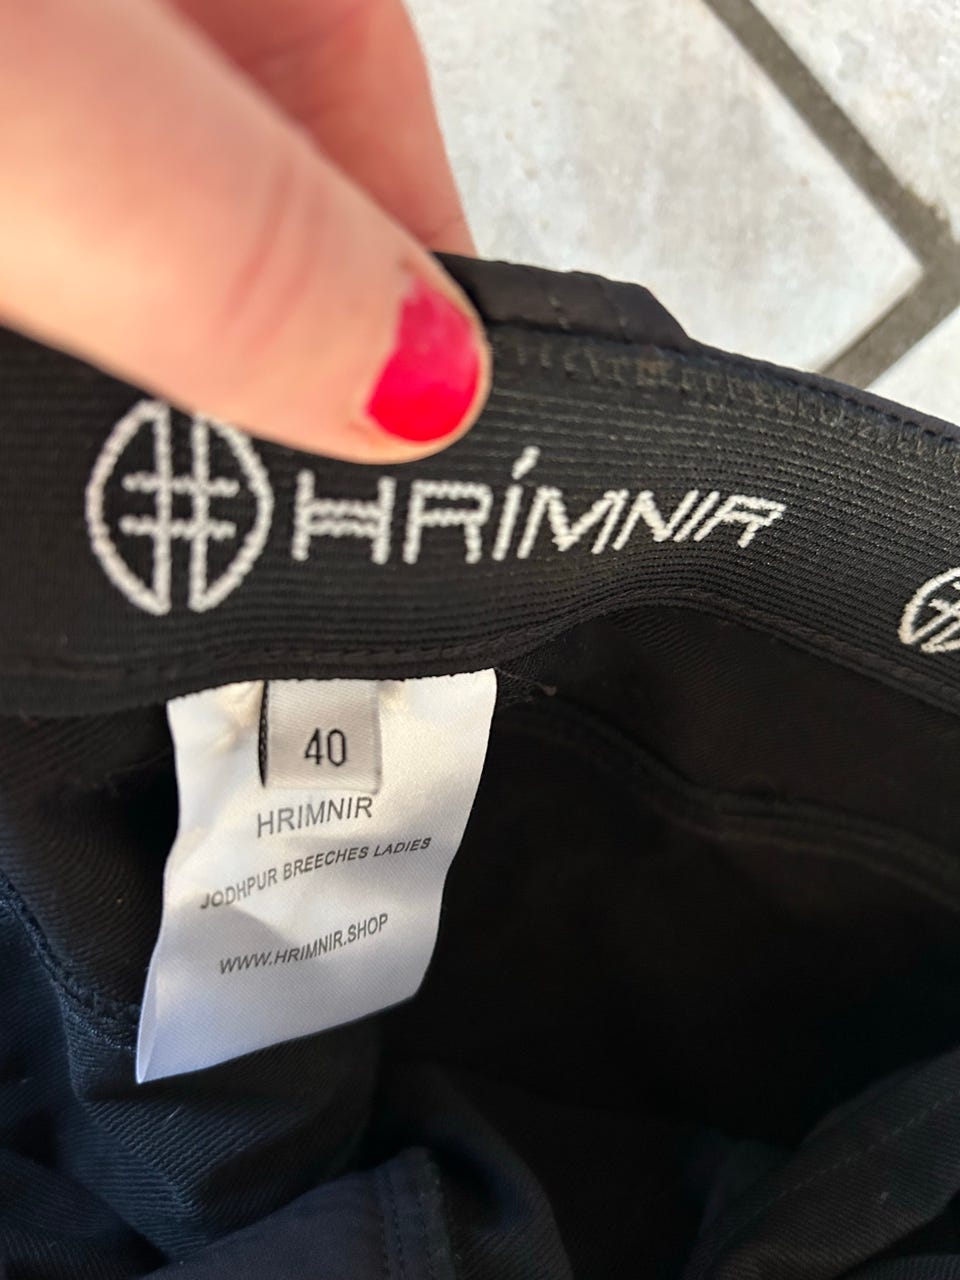 HRÍMNIR
40
HRIMNIR
JODHPUR BREECHES LADIES
WWW.HRIMNIR.SHOP